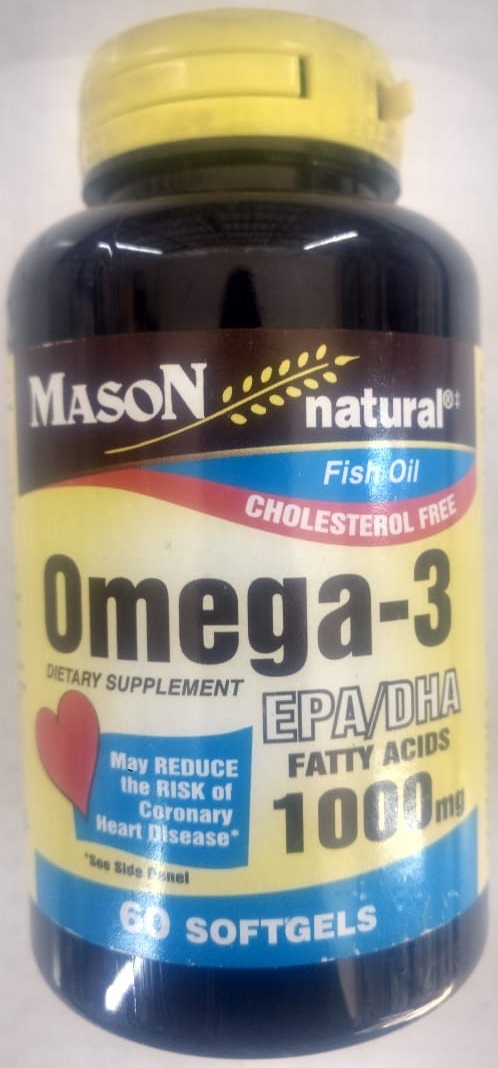 MASON
natural®‡
Fish Oil
CHOLESTEROL FREE
Omega-3
DIETARY SUPPLEMENT
EPA/DHA
FATTY ACIDS
1000mg
May REDUCE
the RISK of
Coronary
Heart Disease*
*See Side Panel
60 SOFTGELS